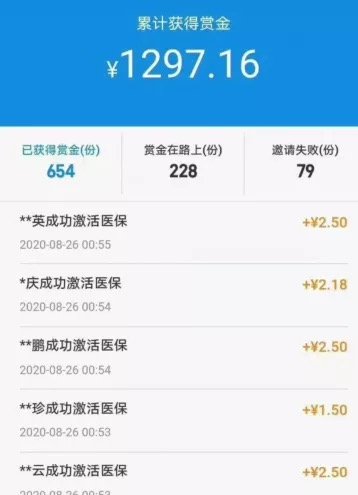 累计获得赏金
¥1297.16
已获得赏金(份) 赏金在路上(份) 邀请失败(份)
654 228 79
**英成功激活医保 +¥2.50
2020-08-26 00:55
*庆成功激活医保 +¥2.18
2020-08-26 00:54
**鹏成功激活医保 +¥2.50
2020-08-26 00:54
**珍成功激活医保 +¥1.50
2020-08-26 00:53
**云成功激活医保 +¥2.50
2020-08-26 00:53